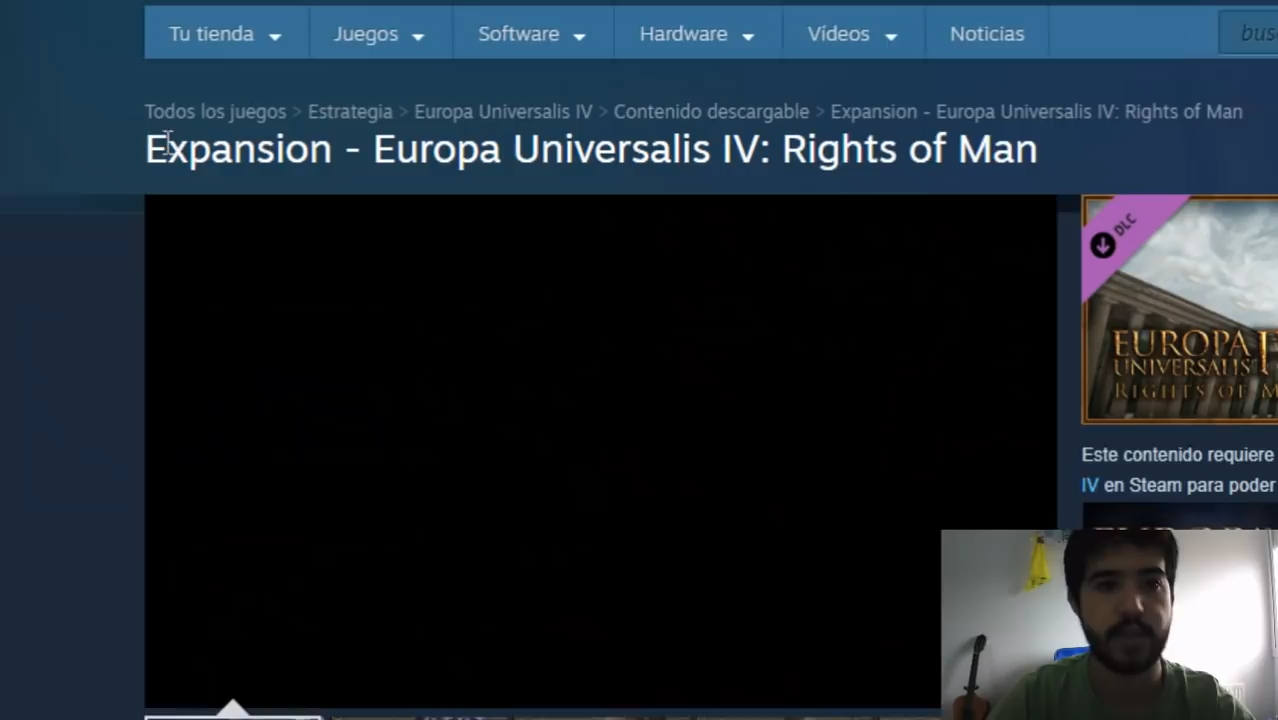 Tu tienda
Juegos
Software
Hardware
Vídeos
Noticias
Todos los juegos > Estrategia > Europa Universalis IV > Contenido descargable > Expansion - Europa Universalis IV: Rights of Man
Expansion - Europa Universalis IV: Rights of Man
DLC
EUROPA
UNIVERSALIS
RIGHTS OF
Este contenido requiere
IV en Steam para poder